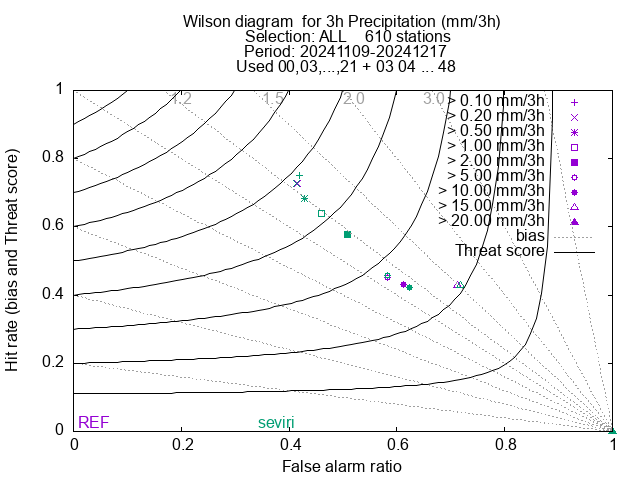 Wilson diagram  for 3h Precipitation (mm/3h)
Selection: ALL    610 stations
Period: 20241109-20241217
Used 00,03,...,21 + 03 04 ... 48
1.2 1.5 2.0 3.0
> 0.10 mm/3h
> 0.20 mm/3h
> 0.50 mm/3h
> 1.00 mm/3h
> 2.00 mm/3h
> 5.00 mm/3h
> 10.00 mm/3h
> 15.00 mm/3h
> 20.00 mm/3h
bias
Threat score
1
0.8
0.6
0.4
0.2
0
Hit rate (bias and Threat score)
REF
seviri
0 0.2 0.4 0.6 0.8 1
False alarm ratio